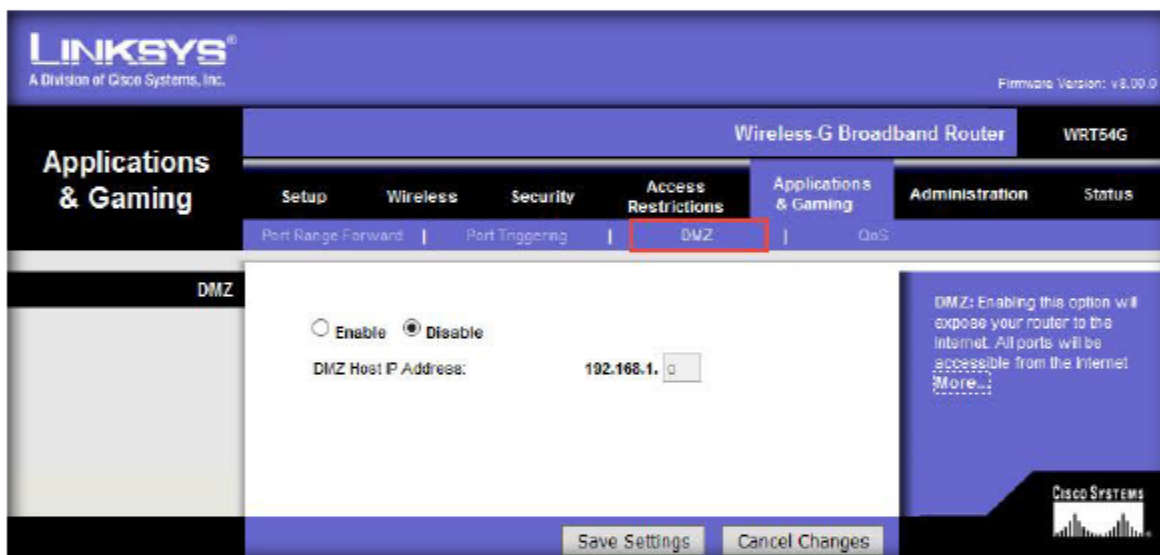 LINKSYS®
A Division of Cisco Systems, Inc.
Firmware Version: v8.00.0
Applications & Gaming
Wireless-G Broadband Router
WRT54G
Setup
Wireless
Security
Access Restrictions
Applications & Gaming
Administration
Status
Port Range Forward | Port Triggering | DMZ | QoS
DMZ
Enable Disable
DMZ Host IP Address: 192.168.1. 0
DMZ: Enabling this option will
expose your router to the
Internet. All ports will be
accessible from the Internet
More...
CISCO SYSTEMS
Save Settings Cancel Changes